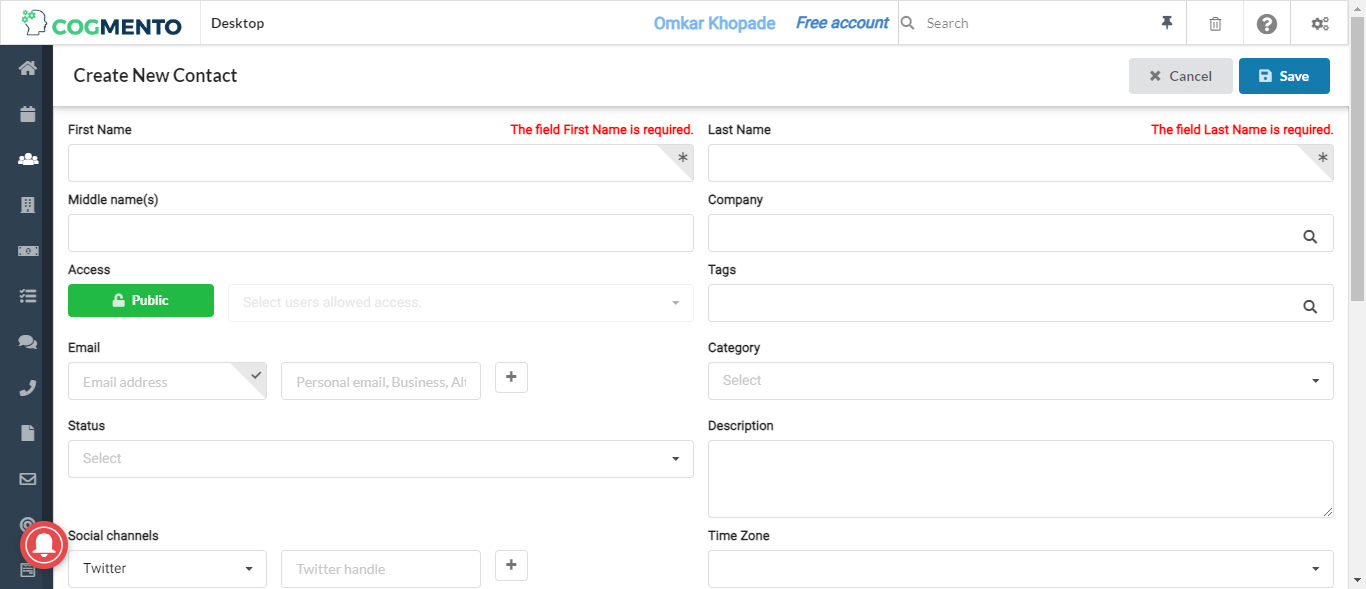 COGMENTO
Desktop
Omkar Khopade
Free account
Search
Create New Contact
Cancel
Save
First Name
The field First Name is required.
Last Name
The field Last Name is required.
*
*
Middle name(s)
Company
Access
Tags
Public
Select users allowed access.
Email
Category
Email address
Personal email, Business, Alt
Select
Status
Description
Select
Social channels
Time Zone
Twitter
Twitter handle